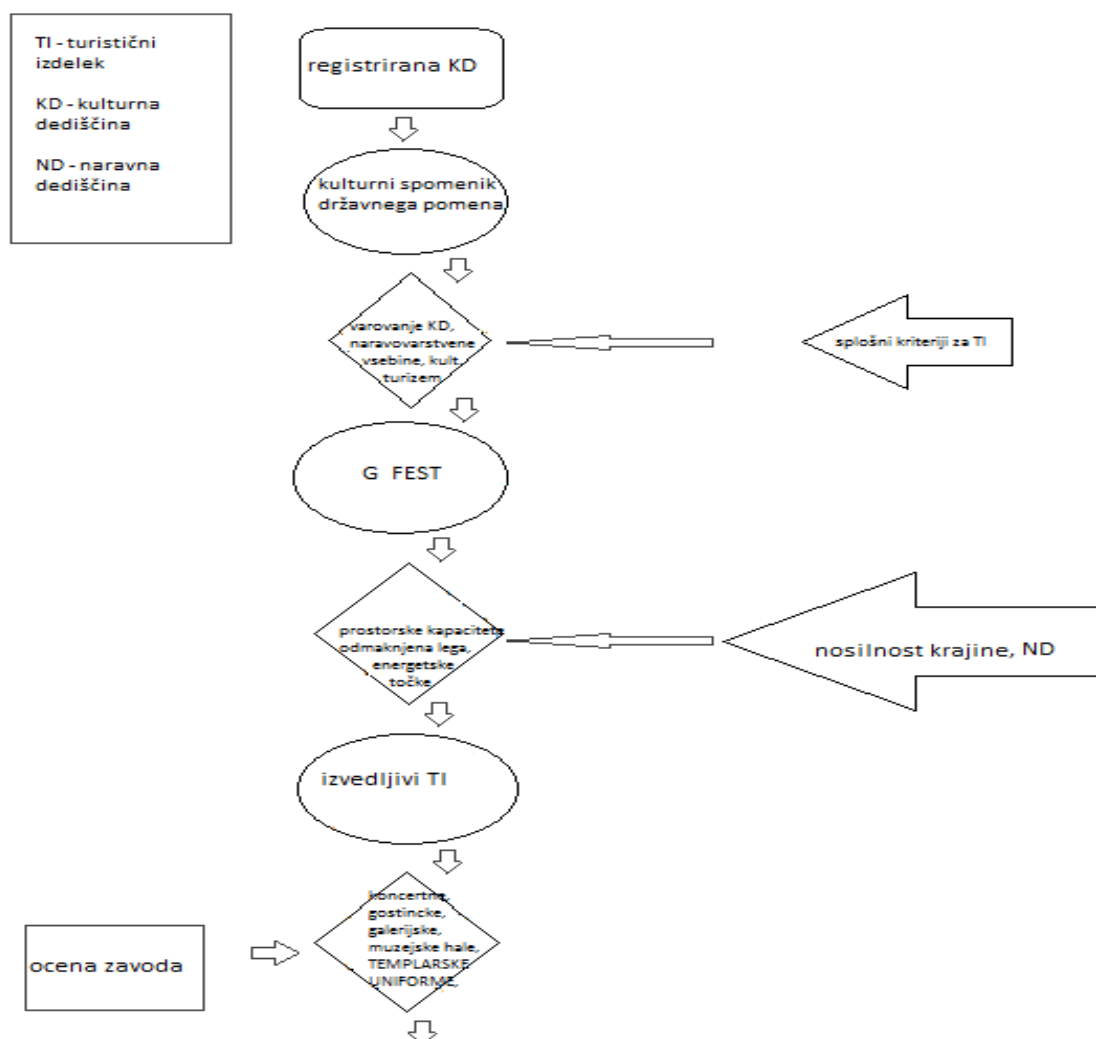 TI - turistični
izdelek
KD - kulturna
dediščina
ND - naravna
dediščina
registrirana KD
kulturni spomenik
državnega pomena
varovanje KD,
naravovarstvene
vsebine, kult.
turizem
splošni kriteriji za TI
G FEST
prostorske kapacitete
odmaknjena lega,
energetske
točke
nosilnost krajine, ND
izvedljivi TI
koncertne,
gostincke,
galerijske,
muzejske hale,
TEMPLARSKE
UNIFORME,
ocena zavoda